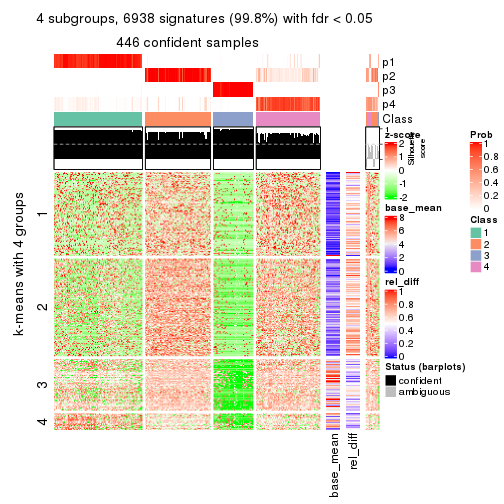 4 subgroups, 6938 signatures (99.8%) with fdr < 0.05
446 confident samples
p1
p2
p3
p4
Class
1
Silhouette
score
z-score
2
1
0
-1
-2
Prob
1
0.8
0.6
0.4
0.2
0
base_mean
8
6
4
2
0
Class
1
2
3
4
rel_diff
1
0.8
0.6
0.4
0.2
0
Status (barplots)
confident
ambiguous
k-means with 4 groups
1
2
3
4
base_mean
rel_diff